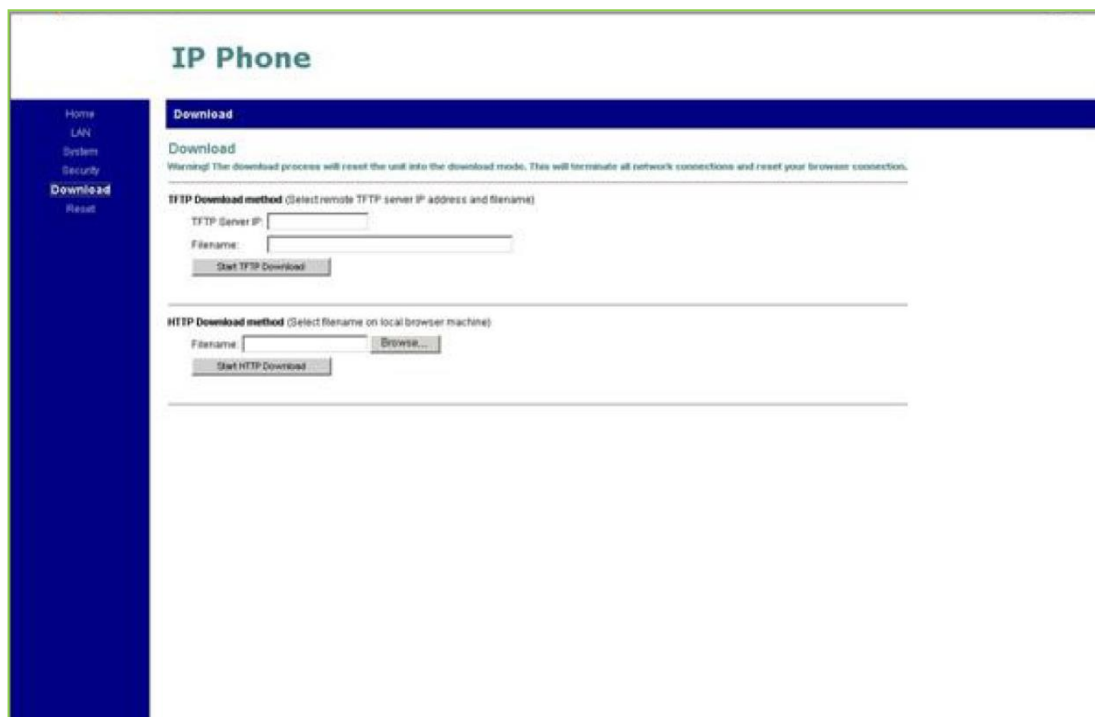 IP Phone
Home
LAN
System
Security
Download
Reset
Download
Download
Warning! The download process will reset the unit into the download mode. This will terminate all network connections and reset your browser connection.
TFTP Download method (Select remote TFTP server IP address and filename)
TFTP Server IP:
Filename:
Start TFTP Download
HTTP Download method (Select filename on local browser machine)
Filename: Browse...
Start HTTP Download